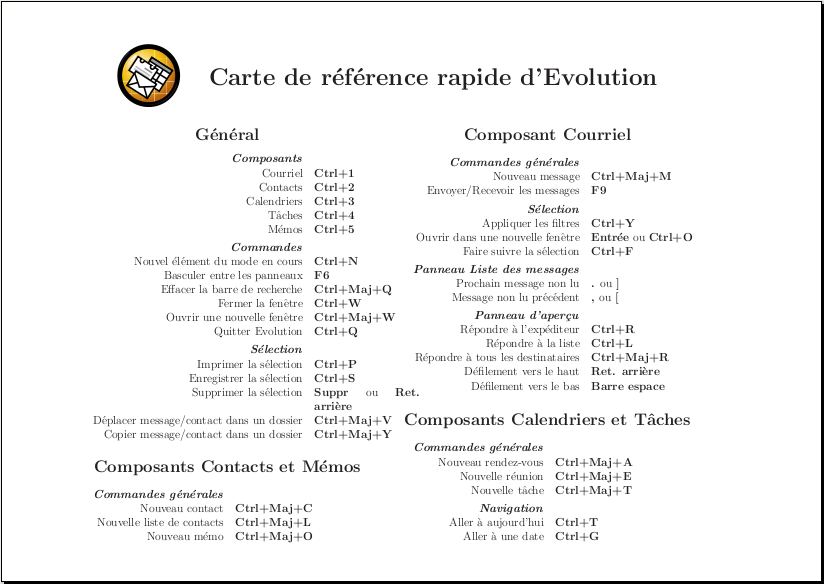 Carte de référence rapide d'Evolution
Général
Composants
Courriel Ctrl+1
Contacts Ctrl+2
Calendriers Ctrl+3
Tâches Ctrl+4
Mémos Ctrl+5
Commandes
Nouvel élément du mode en cours Ctrl+N
Basculer entre les panneaux F6
Effacer la barre de recherche Ctrl+Maj+Q
Fermer la fenêtre Ctrl+W
Ouvrir une nouvelle fenêtre Ctrl+Maj+W
Quitter Evolution Ctrl+Q
Sélection
Imprimer la sélection Ctrl+P
Enregistrer la sélection Ctrl+S
Supprimer la sélection Suppr ou Ret.
arrière
Déplacer message/contact dans un dossier Ctrl+Maj+V
Copier message/contact dans un dossier Ctrl+Maj+Y
Composants Contacts et Mémos
Commandes générales
Nouveau contact Ctrl+Maj+C
Nouvelle liste de contacts Ctrl+Maj+L
Nouveau mémo Ctrl+Maj+O
Composant Courriel
Commandes générales
Nouveau message Ctrl+Maj+M
Envoyer/Recevoir les messages F9
Sélection
Appliquer les filtres Ctrl+Y
Ouvrir dans une nouvelle fenêtre Entrée ou Ctrl+O
Faire suivre la sélection Ctrl+F
Panneau Liste des messages
Prochain message non lu . ou ]
Message non lu précédent , ou [
Panneau d'aperçu
Répondre à l'expéditeur Ctrl+R
Répondre à la liste Ctrl+L
Répondre à tous les destinataires Ctrl+Maj+R
Défilement vers le haut Ret. arrière
Défilement vers le bas Barre espace
Composants Calendriers et Tâches
Commandes générales
Nouveau rendez-vous Ctrl+Maj+A
Nouvelle réunion Ctrl+Maj+E
Nouvelle tâche Ctrl+Maj+T
Navigation
Aller à aujourd'hui Ctrl+T
Aller à une date Ctrl+G